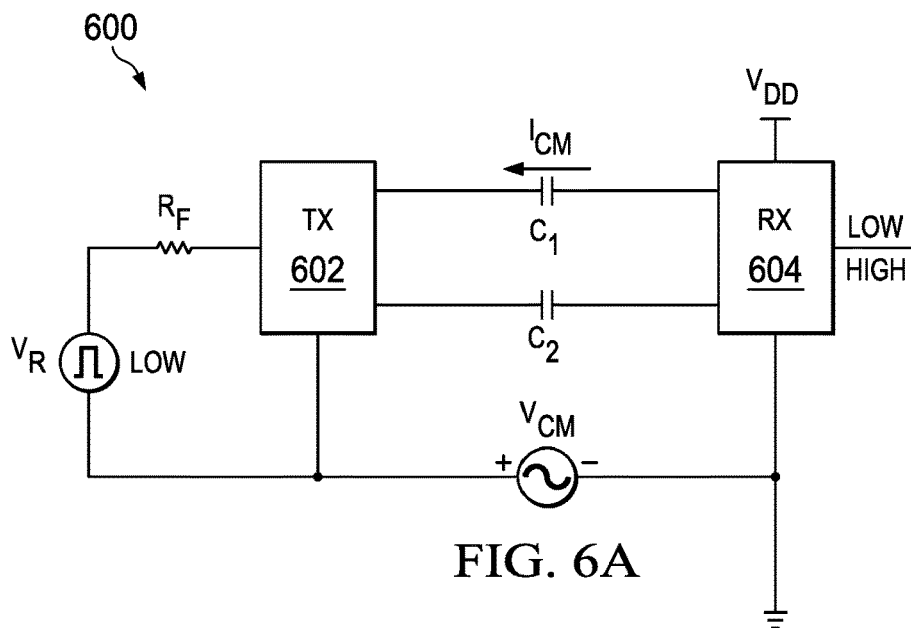 600
V_DD
I_CM
R_F
TX
602
C_1
RX
604
LOW
HIGH
C_2
V_R
LOW
V_CM
+
-
FIG. 6A